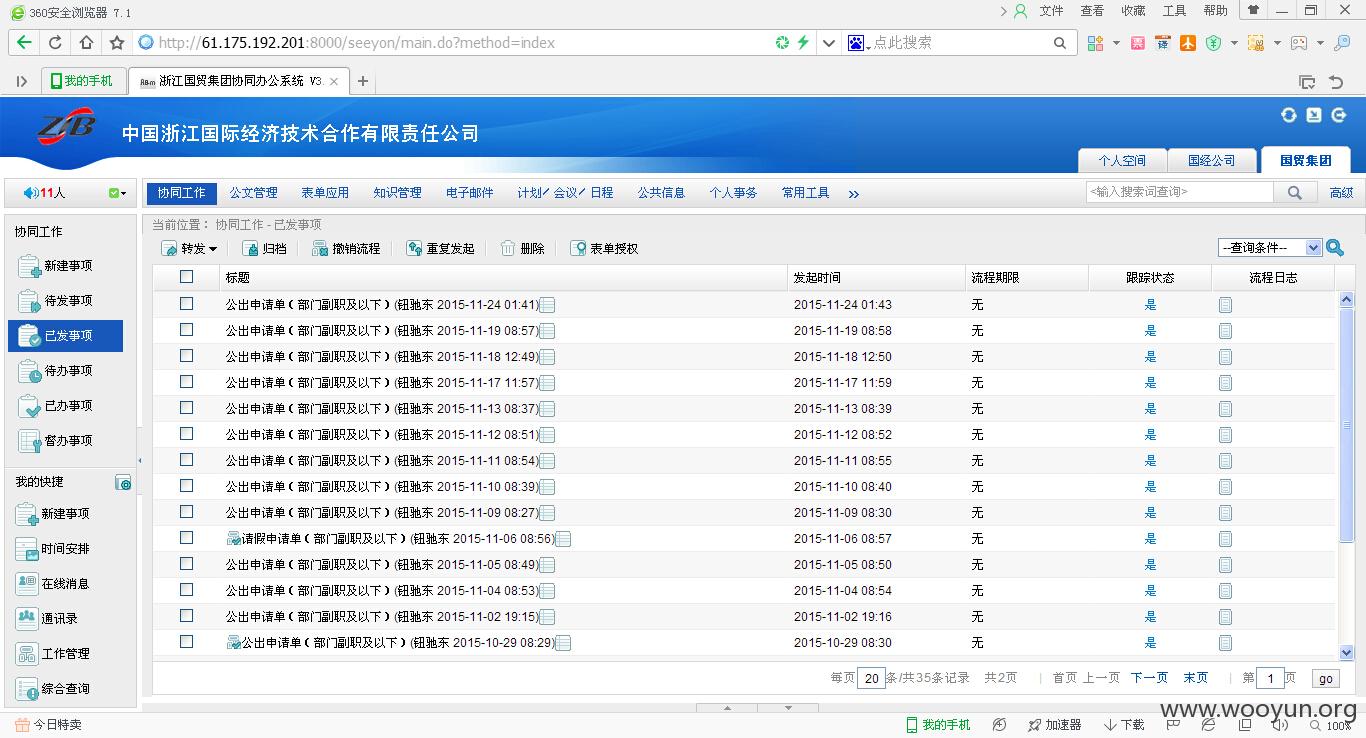 360安全浏览器 7.1
文件 查看 收藏 工具 帮助
http://61.175.192.201:8000/seeyon/main.do?method=index
点此搜索
我的手机
浙江国贸集团协同办公系统 V3.
中国浙江国际经济技术合作有限责任公司
个人空间 国经公司 国贸集团
11人
协同工作 公文管理 表单应用 知识管理 电子邮件 计划/会议/日程 公共信息 个人事务 常用工具
<输入搜索词查询> 高级
当前位置： 协同工作 - 已发事项
协同工作
新建事项
待发事项
已发事项
待办事项
已办事项
督办事项
我的快捷
新建事项
时间安排
在线消息
通讯录
工作管理
综合查询
转发 归档 撤销流程 重复发起 删除 表单授权
--查询条件--
标题 发起时间 流程期限 跟踪状态 流程日志
公出申请单（部门副职及以下）(钮驰东 2015-11-24 01:41) 2015-11-24 01:43 无 是
公出申请单（部门副职及以下）(钮驰东 2015-11-19 08:57) 2015-11-19 08:58 无 是
公出申请单（部门副职及以下）(钮驰东 2015-11-18 12:49) 2015-11-18 12:50 无 是
公出申请单（部门副职及以下）(钮驰东 2015-11-17 11:57) 2015-11-17 11:59 无 是
公出申请单（部门副职及以下）(钮驰东 2015-11-13 08:37) 2015-11-13 08:39 无 是
公出申请单（部门副职及以下）(钮驰东 2015-11-12 08:51) 2015-11-12 08:52 无 是
公出申请单（部门副职及以下）(钮驰东 2015-11-11 08:54) 2015-11-11 08:55 无 是
公出申请单（部门副职及以下）(钮驰东 2015-11-10 08:39) 2015-11-10 08:40 无 是
公出申请单（部门副职及以下）(钮驰东 2015-11-09 08:27) 2015-11-09 08:30 无 是
请假申请单（部门副职及以下）(钮驰东 2015-11-06 08:56) 2015-11-06 08:57 无 是
公出申请单（部门副职及以下）(钮驰东 2015-11-05 08:49) 2015-11-05 08:50 无 是
公出申请单（部门副职及以下）(钮驰东 2015-11-04 08:53) 2015-11-04 08:54 无 是
公出申请单（部门副职及以下）(钮驰东 2015-11-02 19:15) 2015-11-02 19:16 无 是
公出申请单（部门副职及以下）(钮驰东 2015-10-29 08:29) 2015-10-29 08:30 无 是
每页 20 条/共35条记录 共2页 | 首页 上一页 下一页 末页 | 第 1 页 go
www.wooyun.org
今日特卖
我的手机 加速器 下载 100%